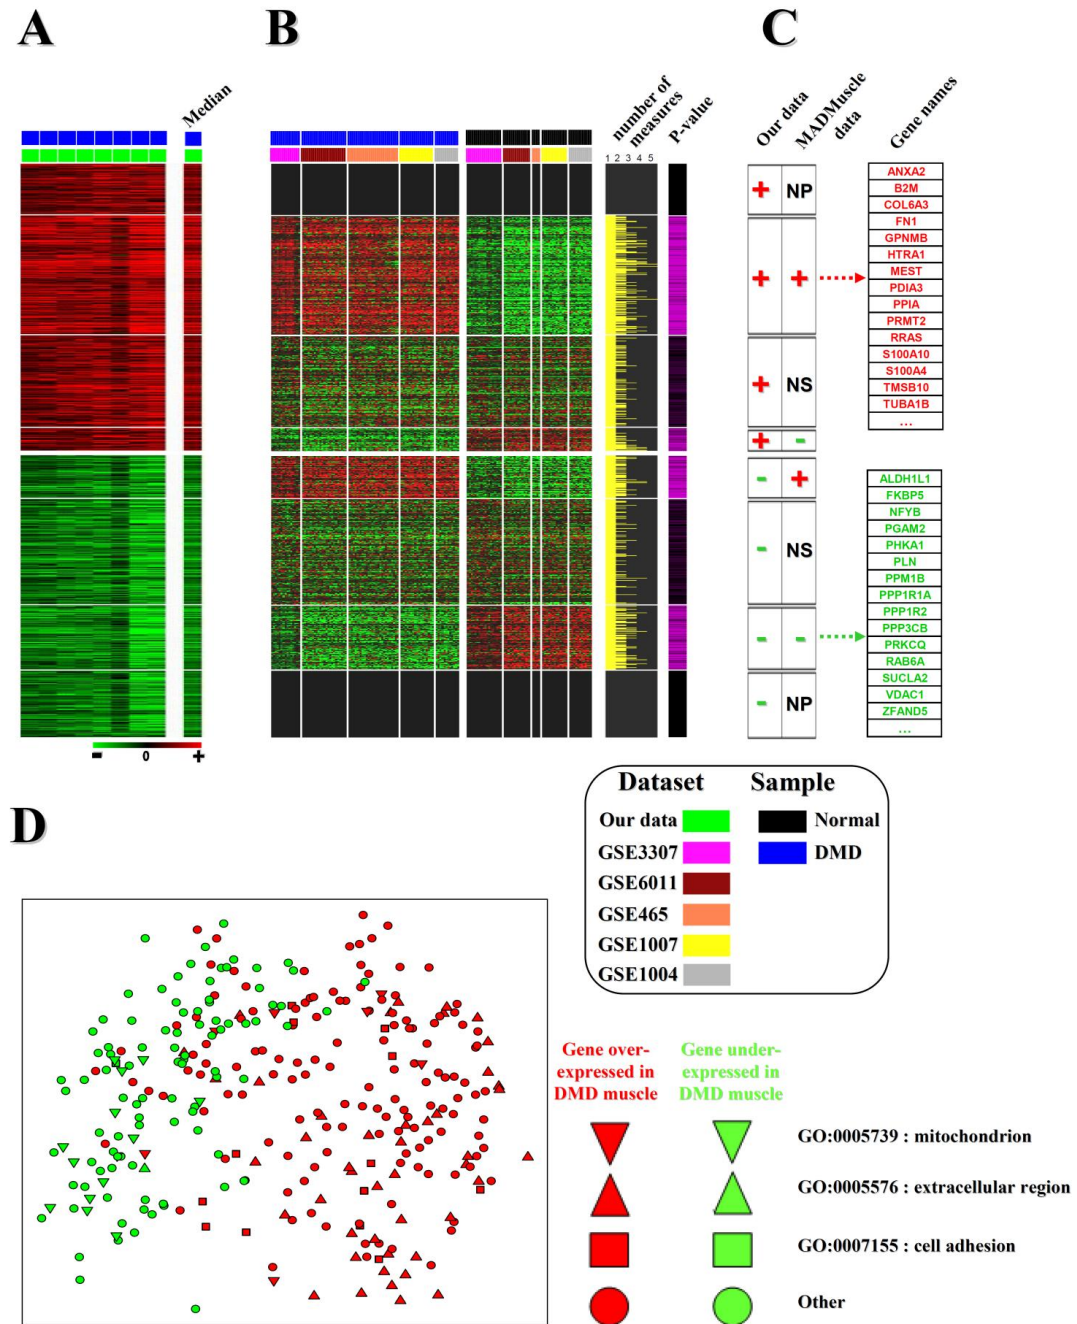 A
B
C
Median
number of
measures
P-value
Our data
MADMuscle
data
Gene names
1 2 3 4 5
+ NP
+ +
+ NS
+ -
- +
- NS
- -
- NP
ANXA2
B2M
COL6A3
FN1
GPNMB
HTRA1
MEST
PDIA3
PPIA
PRMT2
RRAS
S100A10
S100A4
TMSB10
TUBA1B
...
ALDH1L1
FKBP5
NFYB
PGAM2
PHKA1
PLN
PPM1B
PPP1R1A
PPP1R2
PPP3CB
PRKCQ
RAB6A
SUCLA2
VDAC1
ZFAND5
...
- 0 +
D
Dataset Sample
Our data Normal
GSE3307 DMD
GSE6011
GSE465
GSE1007
GSE1004
Gene over-
expressed in
DMD muscle
Gene under-
expressed in
DMD muscle
GO:0005739 : mitochondrion
GO:0005576 : extracellular region
GO:0007155 : cell adhesion
Other